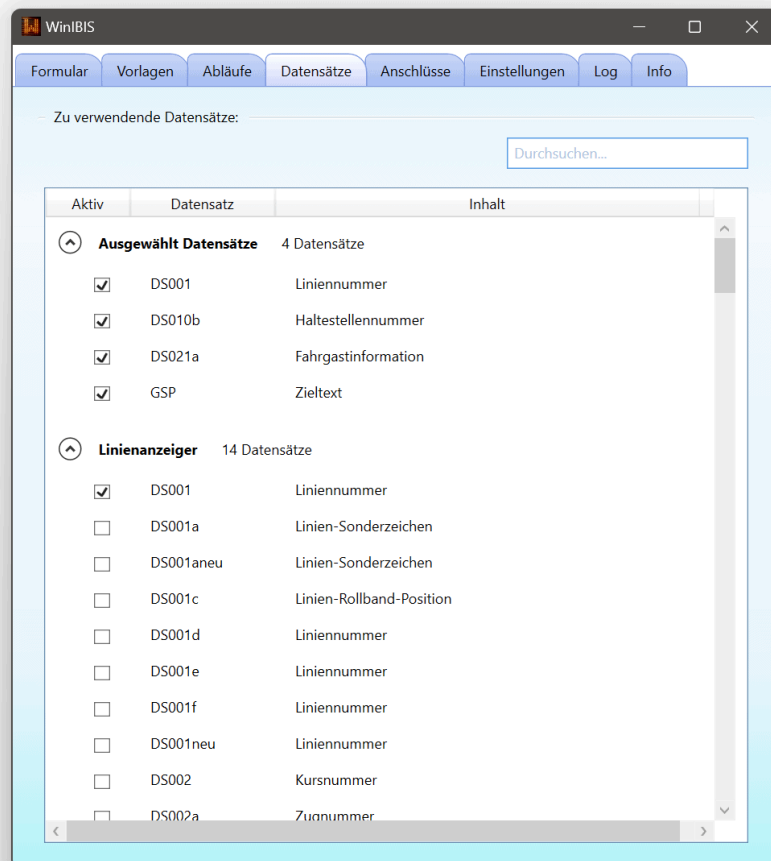 WinIBIS
Formular Vorlagen Abläufe Datensätze Anschlüsse Einstellungen Log Info
Zu verwendende Datensätze:
Durchsuchen...
Aktiv Datensatz Inhalt
Ausgewählt Datensätze 4 Datensätze
DS001 Liniennummer
DS010b Haltestellennummer
DS021a Fahrgastinformation
GSP Zieltext
Linienanzeiger 14 Datensätze
DS001 Liniennummer
DS001a Linien-Sonderzeichen
DS001aneu Linien-Sonderzeichen
DS001c Linien-Rollband-Position
DS001d Liniennummer
DS001e Liniennummer
DS001f Liniennummer
DS001neu Liniennummer
DS002 Kursnummer
DS002a Zugnummer